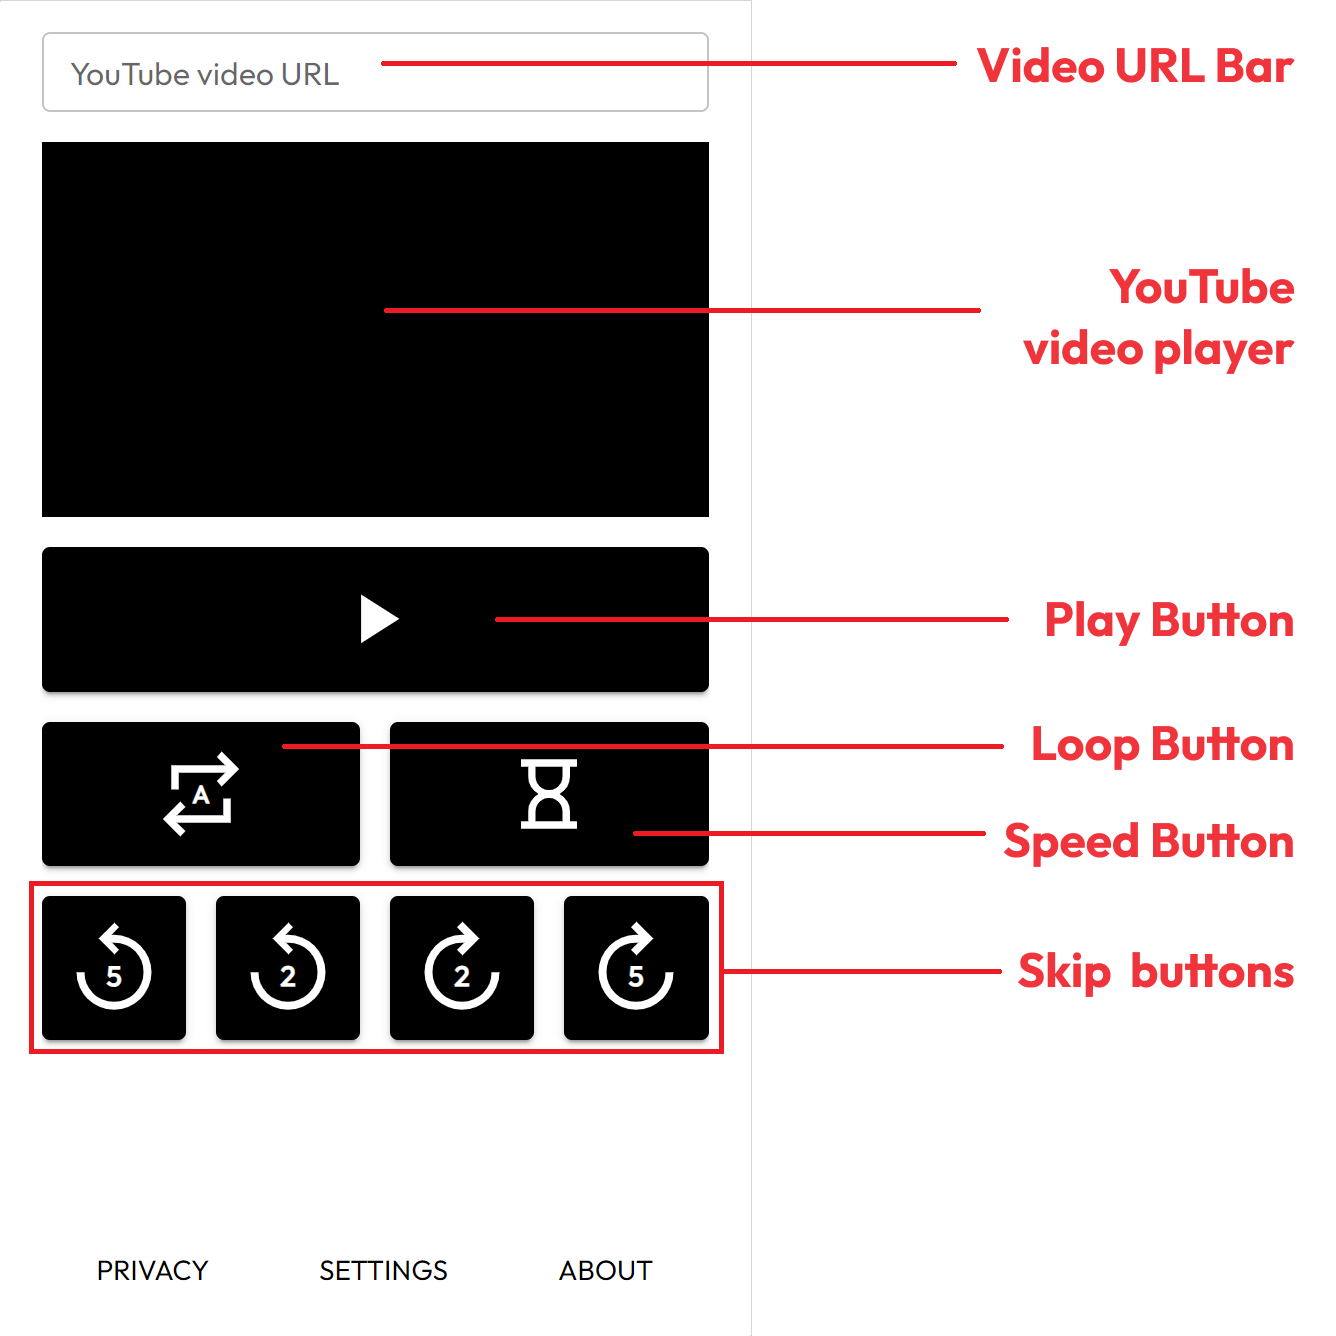 YouTube video URL
Video URL Bar
YouTube
video player
Play Button
Loop Button
A
Speed Button
5
2
2
5
Skip buttons
PRIVACY
SETTINGS
ABOUT